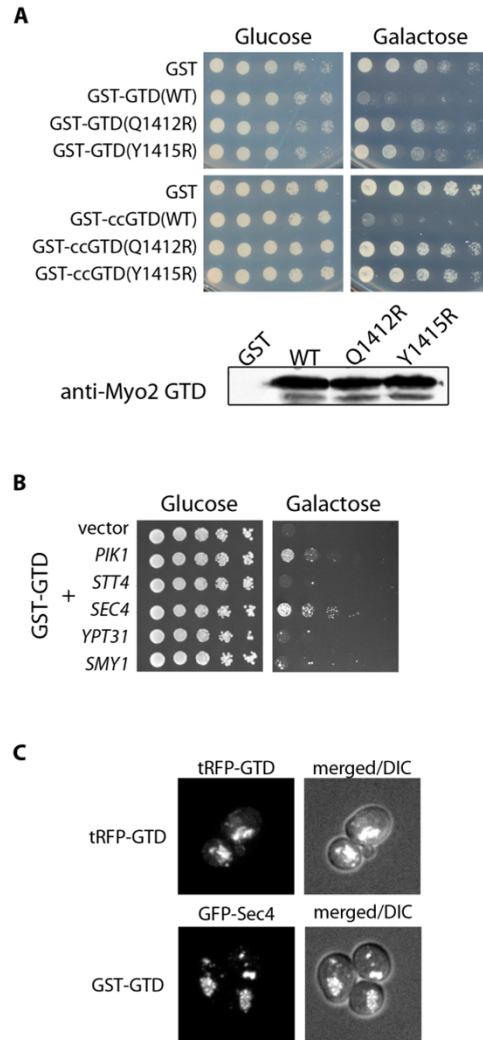 A
Glucose Galactose
GST
GST-GTD(WT)
GST-GTD(Q1412R)
GST-GTD(Y1415R)
GST
GST-ccGTD(WT)
GST-ccGTD(Q1412R)
GST-ccGTD(Y1415R)
GST WT Q1412R Y1415R
anti-Myo2 GTD
B
Glucose Galactose
GST-GTD +
vector
PIK1
STT4
SEC4
YPT31
SMY1
C
tRFP-GTD merged/DIC
tRFP-GTD
GFP-Sec4 merged/DIC
GST-GTD